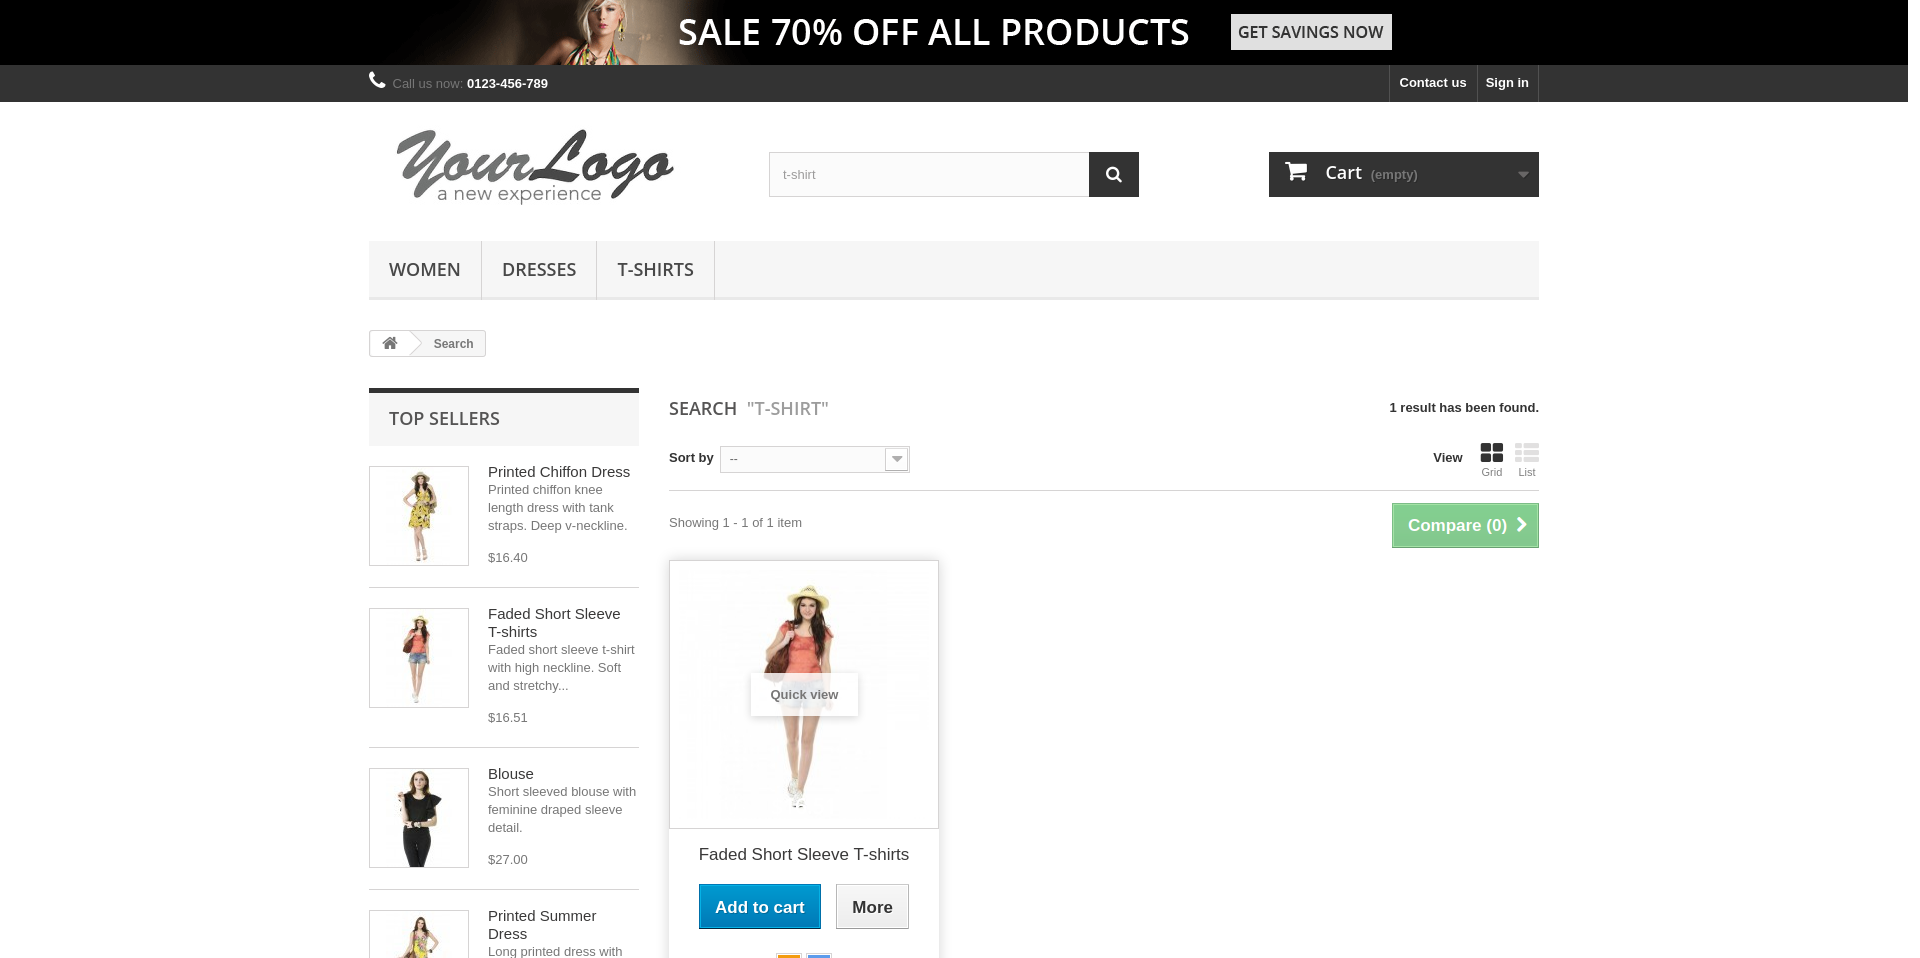 SALE 70% OFF ALL PRODUCTS
GET SAVINGS NOW
Call us now: 0123-456-789
Contact us
Sign in
YourLogo
a new experience
t-shirt
Cart (empty)
WOMEN
DRESSES
T-SHIRTS
Search
TOP SELLERS
Printed Chiffon Dress
Printed chiffon knee
length dress with tank
straps. Deep v-neckline.
$16.40
Faded Short Sleeve
T-shirts
Faded short sleeve t-shirt
with high neckline. Soft
and stretchy...
$16.51
Blouse
Short sleeved blouse with
feminine draped sleeve
detail.
$27.00
Printed Summer
Dress
Long printed dress with
SEARCH "T-SHIRT"
1 result has been found.
Sort by
--
View
Grid
List
Showing 1 - 1 of 1 item
Compare (0)
Quick view
Faded Short Sleeve T-shirts
Add to cart
More